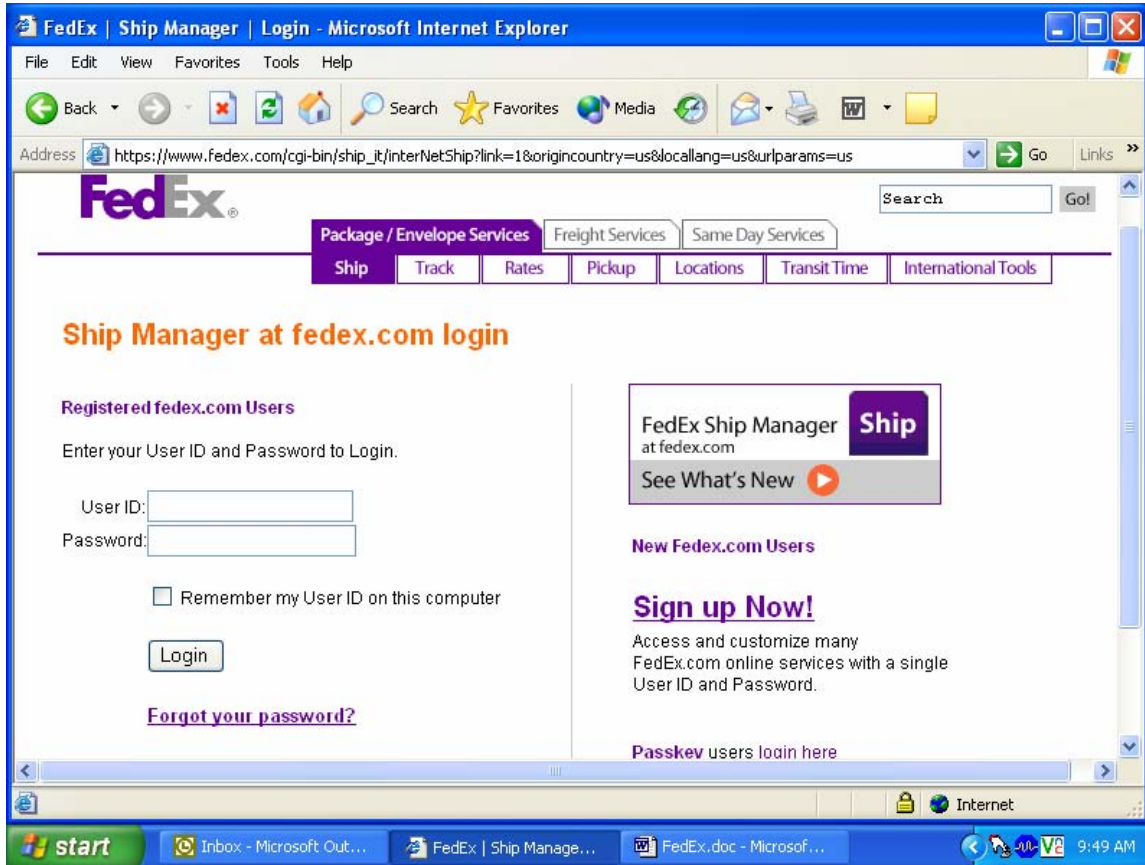 FedEx | Ship Manager | Login - Microsoft Internet Explorer
File Edit View Favorites Tools Help
Back Search Favorites Media
Address https://www.fedex.com/cgi-bin/ship_it/interNetShip?link=1&origincountry=us&locallang=us&urlparams=us Go Links »
FedEx®
Search Go!
Package / Envelope Services Freight Services Same Day Services
Ship Track Rates Pickup Locations Transit Time International Tools
Ship Manager at fedex.com login
Registered fedex.com Users
Enter your User ID and Password to Login.
User ID:
Password:
Remember my User ID on this computer
Login
Forgot your password?
FedEx Ship Manager
at fedex.com
Ship
See What's New
New Fedex.com Users
Sign up Now!
Access and customize many
FedEx.com online services with a single
User ID and Password.
Passkey users login here
Internet
start Inbox - Microsoft Out... FedEx | Ship Manage... FedEx.doc - Microsof... V2 9:49 AM